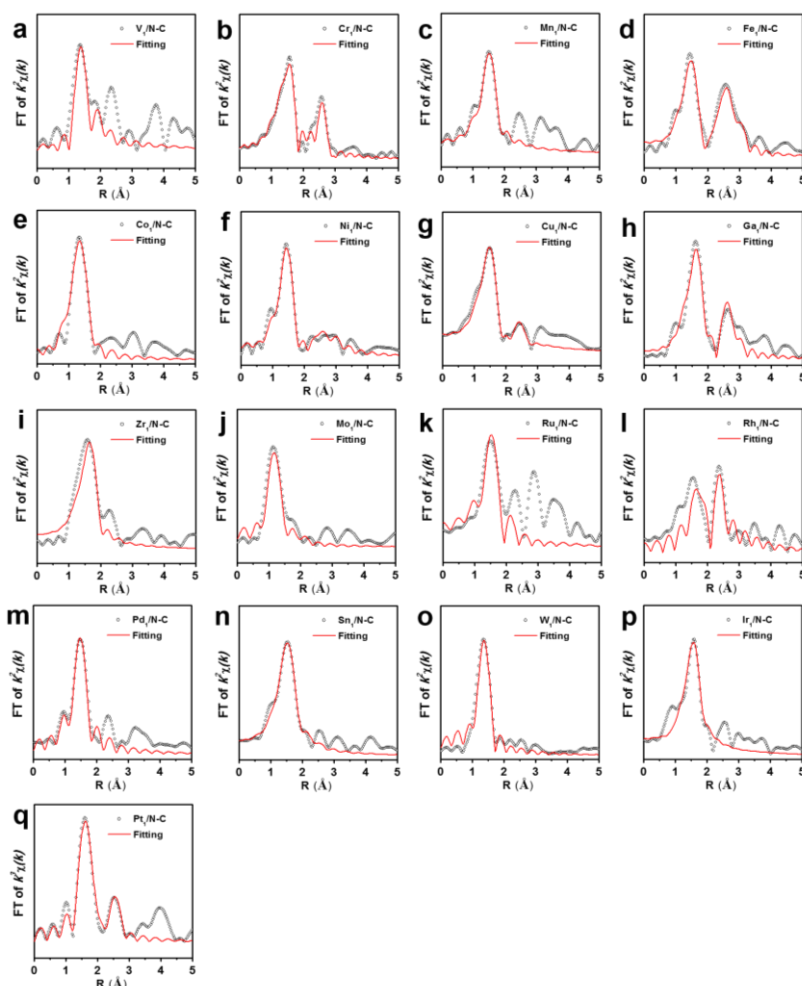 a
V₁/N-C
Fitting
FT of k²χ(k)
0 1 2 3 4 5
R (Å)
b
Cr₁/N-C
Fitting
FT of k²χ(k)
0 1 2 3 4 5
R (Å)
c
Mn₁/N-C
Fitting
FT of k²χ(k)
0 1 2 3 4 5
R (Å)
d
Fe₁/N-C
Fitting
FT of k²χ(k)
0 1 2 3 4 5
R (Å)
e
Co₁/N-C
Fitting
FT of k²χ(k)
0 1 2 3 4 5
R (Å)
f
Ni₁/N-C
Fitting
FT of k²χ(k)
0 1 2 3 4 5
R (Å)
g
Cu₁/N-C
Fitting
FT of k²χ(k)
0 1 2 3 4 5
R (Å)
h
Ga₁/N-C
Fitting
FT of k²χ(k)
0 1 2 3 4 5
R (Å)
i
Zr₁/N-C
Fitting
FT of k²χ(k)
0 1 2 3 4 5
R (Å)
j
Mo₁/N-C
Fitting
FT of k²χ(k)
0 1 2 3 4 5
R (Å)
k
Ru₁/N-C
Fitting
FT of k²χ(k)
0 1 2 3 4 5
R (Å)
l
Rh₁/N-C
Fitting
FT of k²χ(k)
0 1 2 3 4 5
R (Å)
m
Pd₁/N-C
Fitting
FT of k²χ(k)
0 1 2 3 4 5
R (Å)
n
Sn₁/N-C
Fitting
FT of k²χ(k)
0 1 2 3 4 5
R (Å)
o
W₁/N-C
Fitting
FT of k²χ(k)
0 1 2 3 4 5
R (Å)
p
Ir₁/N-C
Fitting
FT of k²χ(k)
0 1 2 3 4 5
R (Å)
q
Pt₁/N-C
Fitting
FT of k²χ(k)
0 1 2 3 4 5
R (Å)